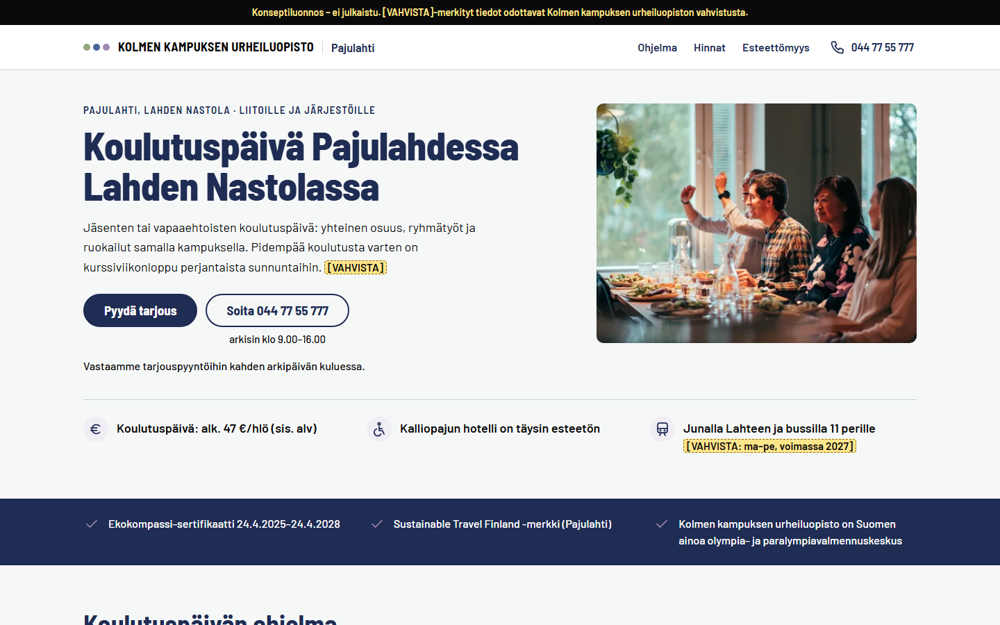 Konseptiluonnos – ei julkaistu. [VAHVISTA]-merkityt tiedot odottavat Kolmen kampuksen urheiluopiston vahvistusta.
KOLMEN KAMPUKSEN URHEILUOPISTO Pajulahti
Ohjelma Hinnat Esteettömyys 044 77 55 777
PAJULAHTI, LAHDEN NASTOLA · LIITOILLE JA JÄRJESTÖILLE
Koulutuspäivä Pajulahdessa
Lahden Nastolassa
Jäsenten tai vapaaehtoisten koulutuspäivä: yhteinen osuus, ryhmätyöt ja
ruokailut samalla kampuksella. Pidempää koulutusta varten on
kurssiviikonloppu perjantaista sunnuntaihin. [VAHVISTA]
Pyydä tarjous Soita 044 77 55 777
arkisin klo 9.00–16.00
Vastaamme tarjouspyyntöihin kahden arkipäivän kuluessa.
Koulutuspäivä: alk. 47 €/hlö (sis. alv)
Kalliopajun hotelli on täysin esteetön
Junalla Lahteen ja bussilla 11 perille
[VAHVISTA: ma–pe, voimassa 2027]
Ekokompassi-sertifikaatti 24.4.2025–24.4.2028
Sustainable Travel Finland -merkki (Pajulahti)
Kolmen kampuksen urheiluopisto on Suomen
ainoa olympia- ja paralympiavalmennuskeskus
Koulutuspäivän ohjelma